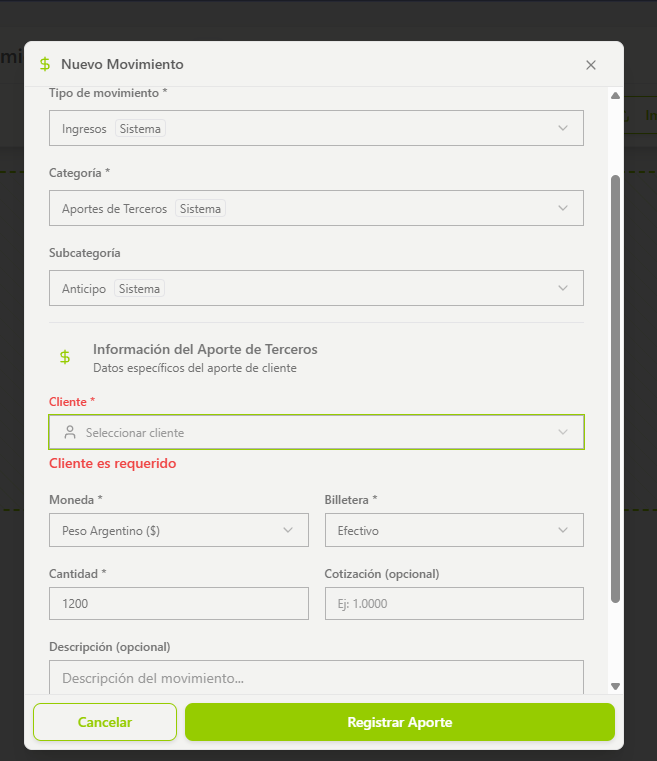 $ Nuevo Movimiento
Tipo de movimiento *
Ingresos Sistema
Categoría *
Aportes de Terceros Sistema
Subcategoría
Anticipo Sistema
$ Información del Aporte de Terceros
Datos específicos del aporte de cliente
Cliente *
Seleccionar cliente
Cliente es requerido
Moneda * Billetera *
Peso Argentino ($) Efectivo
Cantidad * Cotización (opcional)
1200 Ej: 1.0000
Descripción (opcional)
Descripción del movimiento...
Cancelar Registrar Aporte